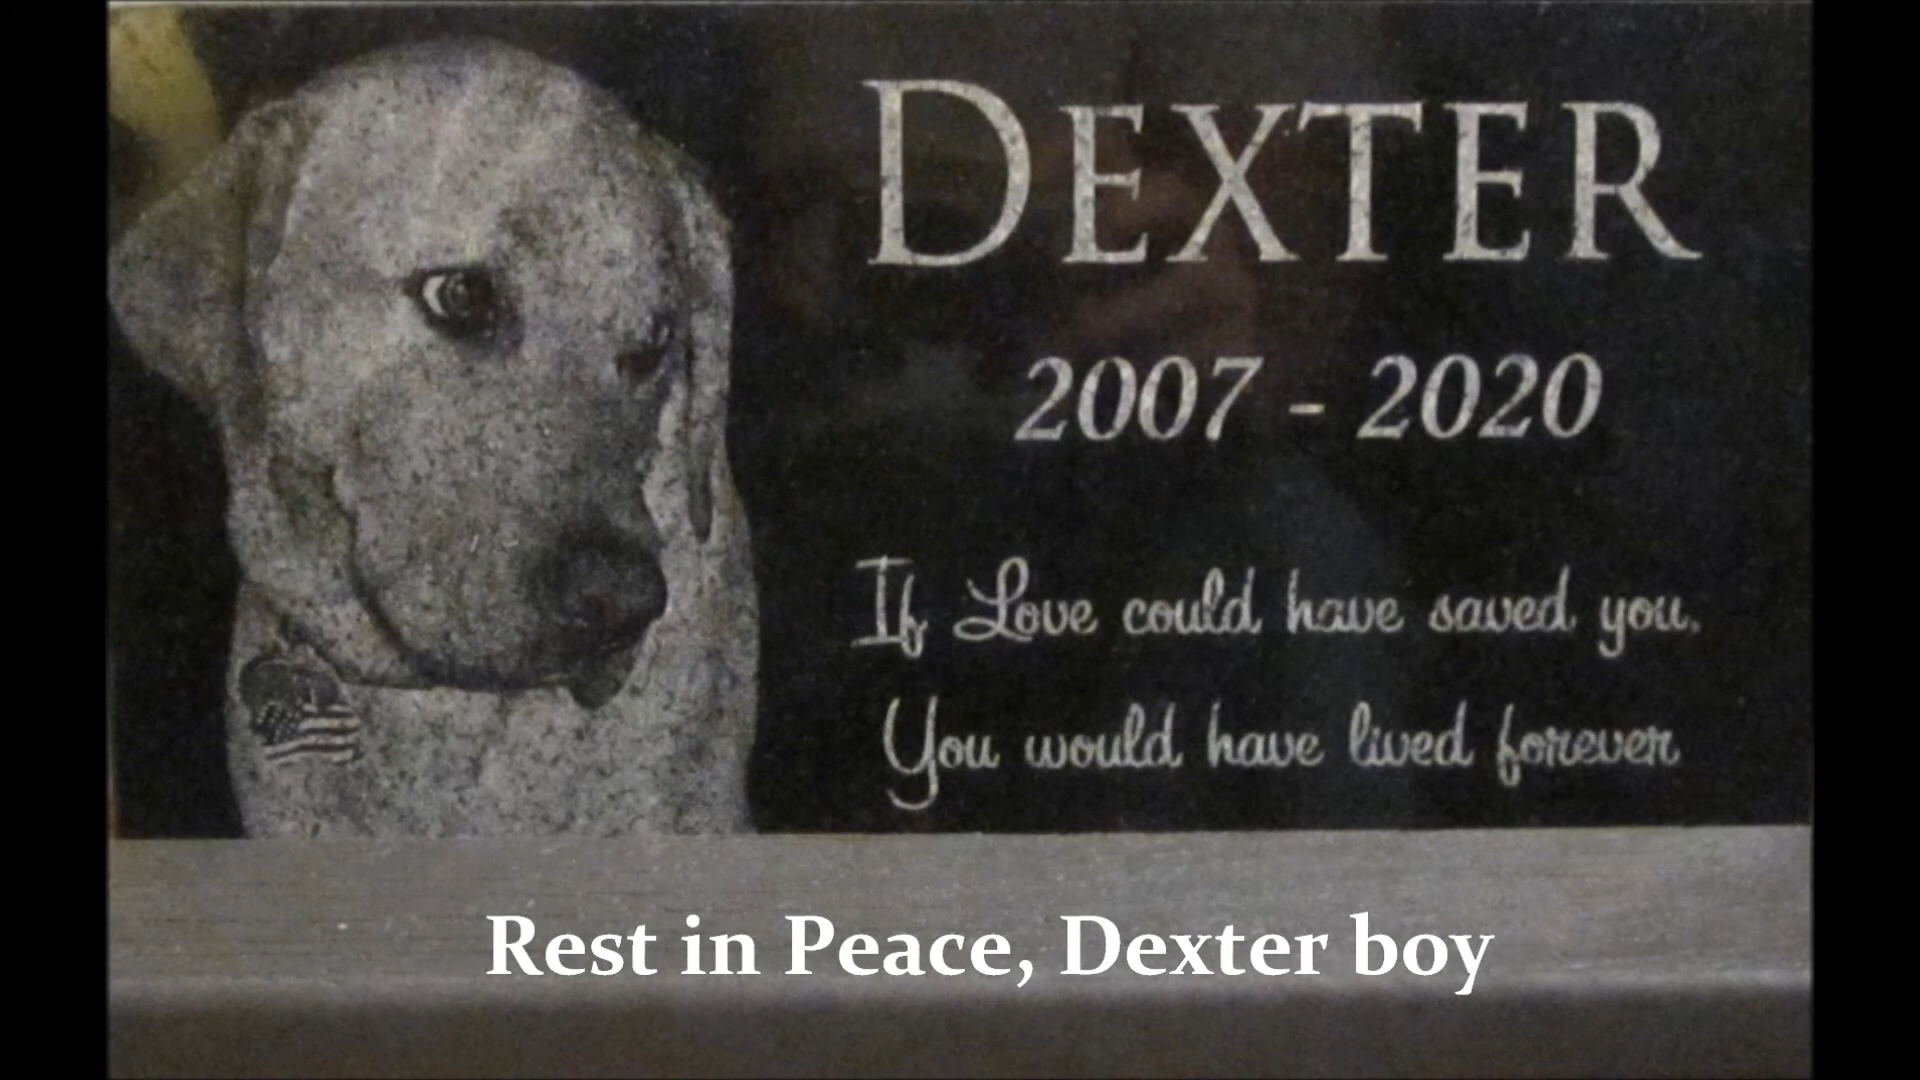 DEXTER
2007 - 2020
If Love could have saved you,
You would have lived forever
Rest in Peace, Dexter boy